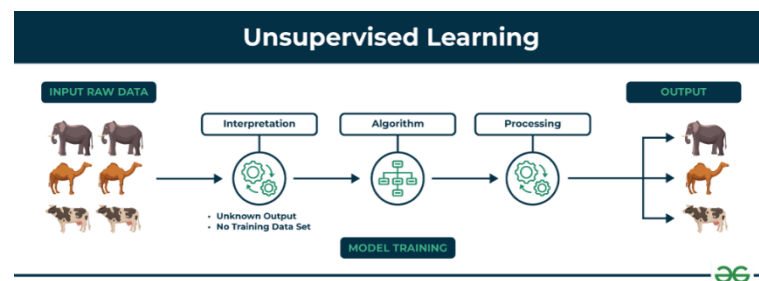 Unsupervised Learning
INPUT RAW DATA
OUTPUT
Interpretation
Algorithm
Processing
• Unknown Output
• No Training Data Set
MODEL TRAINING